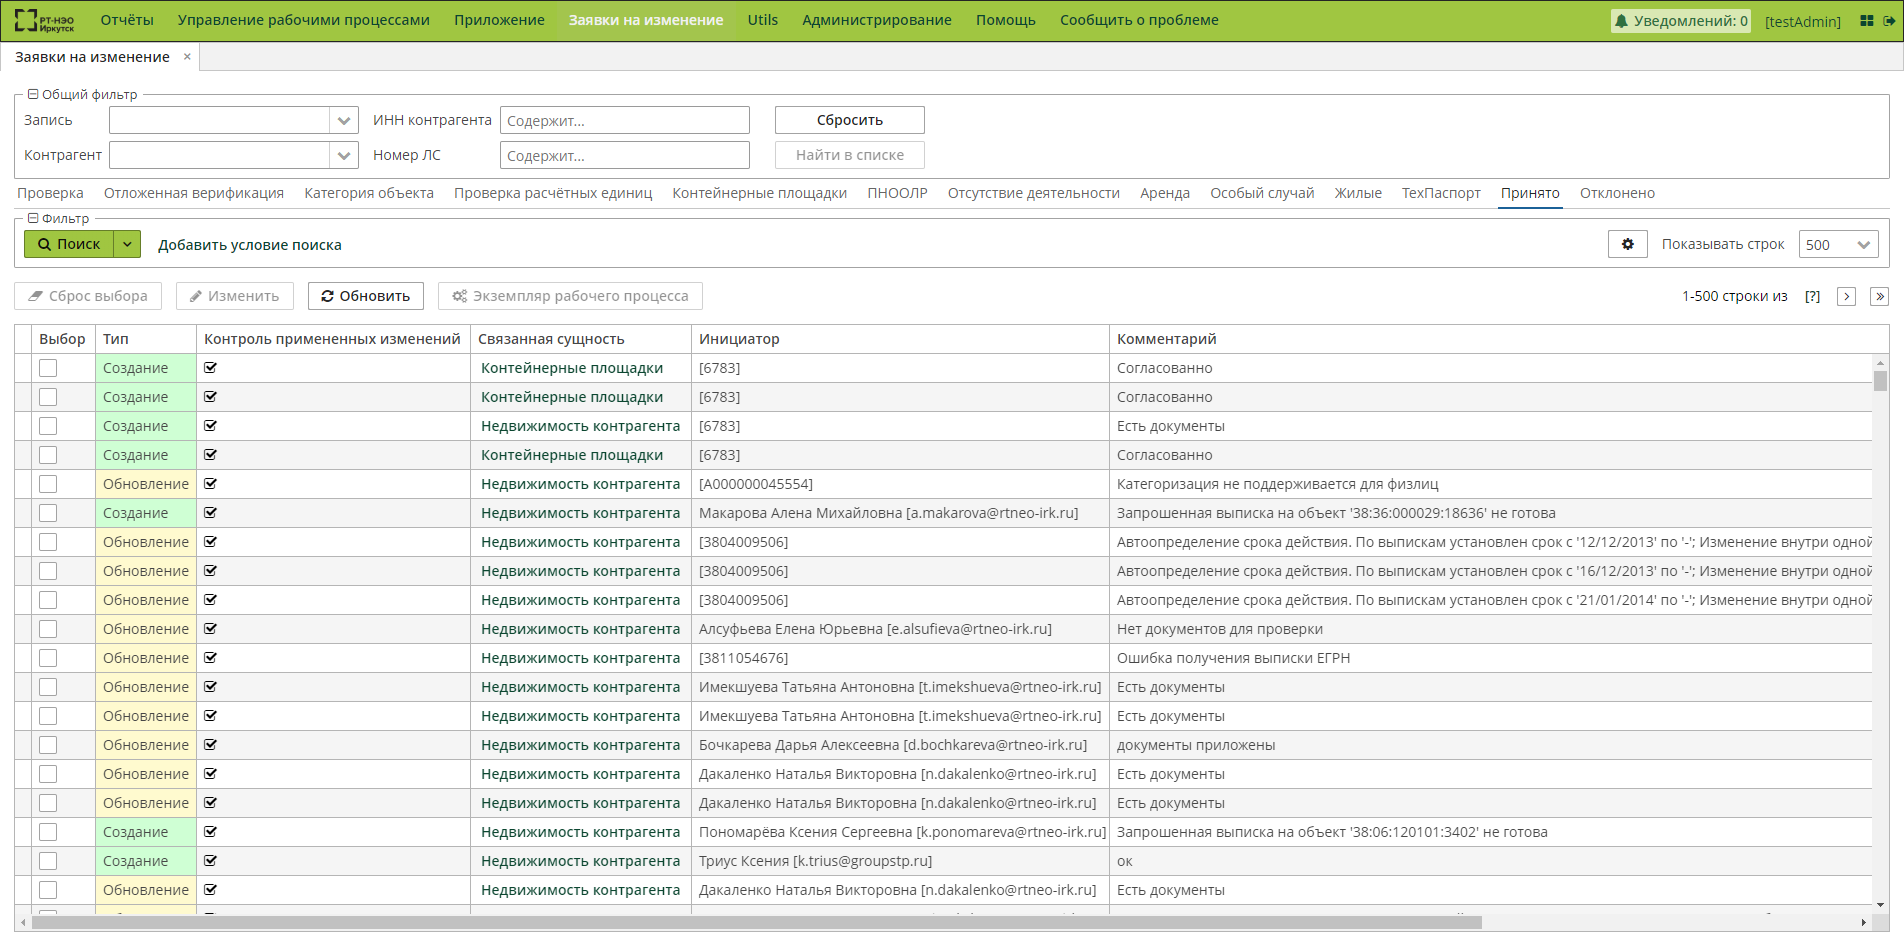 РТ-НЭО Иркутск Отчёты Управление рабочими процессами Приложение Заявки на изменение Utils Администрирование Помощь Сообщить о проблеме Уведомлений: 0 [testAdmin]
Заявки на изменение ×
Общий фильтр
Запись ИНН контрагента Содержит... Сбросить
Контрагент Номер ЛС Содержит... Найти в списке
Проверка Отложенная верификация Категория объекта Проверка расчётных единиц Контейнерные площадки ПНООЛР Отсутствие деятельности Аренда Особый случай Жилые ТехПаспорт Принято Отклонено
Фильтр
Поиск Добавить условие поиска Показывать строк 500
Сброс выбора Изменить Обновить Экземпляр рабочего процесса 1-500 строки из [?]
Выбор Тип Контроль примененных изменений Связанная сущность Инициатор Комментарий
Создание Контейнерные площадки [6783] Согласованно
Создание Контейнерные площадки [6783] Согласованно
Создание Недвижимость контрагента [6783] Есть документы
Создание Контейнерные площадки [6783] Согласованно
Обновление Недвижимость контрагента [A000000045554] Категоризация не поддерживается для физлиц
Создание Недвижимость контрагента Макарова Алена Михайловна [a.makarova@rtneo-irk.ru] Запрошенная выписка на объект '38:36:000029:18636' не готова
Обновление Недвижимость контрагента [3804009506] Автоопределение срока действия. По выпискам установлен срок с '12/12/2013' по '-'; Изменение внутри одной
Обновление Недвижимость контрагента [3804009506] Автоопределение срока действия. По выпискам установлен срок с '16/12/2013' по '-'; Изменение внутри одной
Обновление Недвижимость контрагента [3804009506] Автоопределение срока действия. По выпискам установлен срок с '21/01/2014' по '-'; Изменение внутри одной
Обновление Недвижимость контрагента Алсуфьева Елена Юрьевна [e.alsufieva@rtneo-irk.ru] Нет документов для проверки
Обновление Недвижимость контрагента [3811054676] Ошибка получения выписки ЕГРН
Обновление Недвижимость контрагента Имекшуева Татьяна Антоновна [t.imekshueva@rtneo-irk.ru] Есть документы
Обновление Недвижимость контрагента Имекшуева Татьяна Антоновна [t.imekshueva@rtneo-irk.ru] Есть документы
Обновление Недвижимость контрагента Бочкарева Дарья Алексеевна [d.bochkareva@rtneo-irk.ru] документы приложены
Обновление Недвижимость контрагента Дакаленко Наталья Викторовна [n.dakalenko@rtneo-irk.ru] Есть документы
Обновление Недвижимость контрагента Дакаленко Наталья Викторовна [n.dakalenko@rtneo-irk.ru] Есть документы
Создание Недвижимость контрагента Пономарёва Ксения Сергеевна [k.ponomareva@rtneo-irk.ru] Запрошенная выписка на объект '38:06:120101:3402' не готова
Создание Недвижимость контрагента Триус Ксения [k.trius@groupstp.ru] ок
Обновление Недвижимость контрагента Дакаленко Наталья Викторовна [n.dakalenko@rtneo-irk.ru] Есть документы